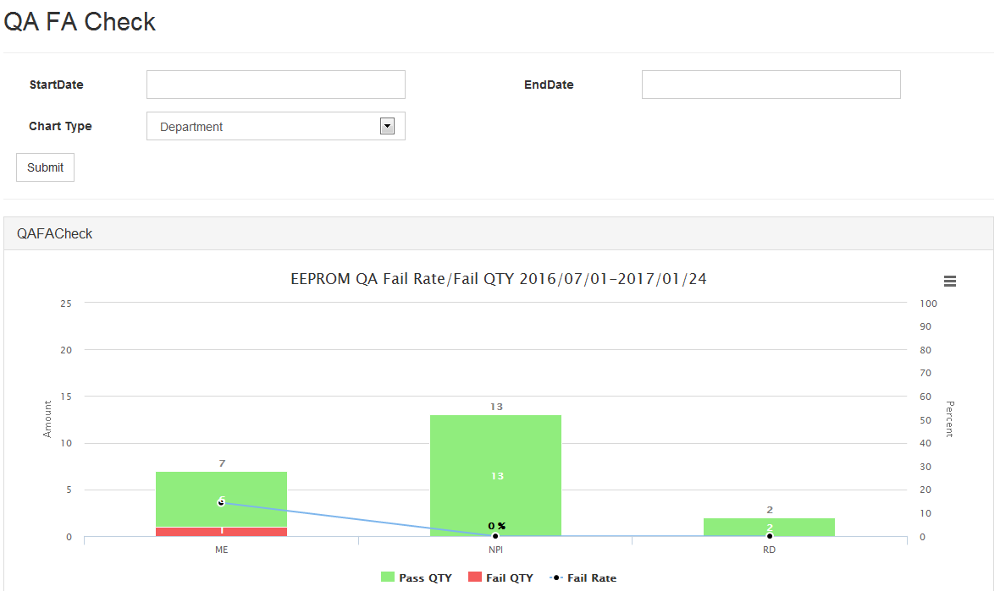 QA FA Check
StartDate
EndDate
Chart Type
Department
Submit
QAFACheck
EEPROM QA Fail Rate/Fail QTY 2016/07/01-2017/01/24
25
20
15
10
5
0
Amount
100
90
80
70
60
50
40
30
20
10
0
Percent
7
6
1
13
13
0 %
2
2
ME
NPI
RD
Pass QTY
Fail QTY
Fail Rate